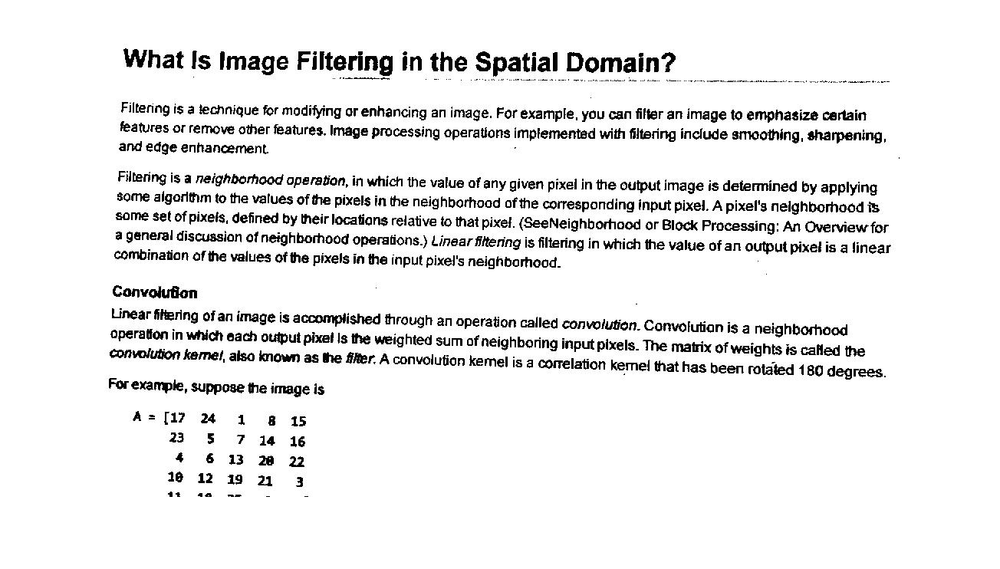 What Is Image Filtering in the Spatial Domain?
Filtering is a technique for modifying or enhancing an image. For example, you can filter an image to emphasize certain
features or remove other features. Image processing operations implemented with filtering include smoothing, sharpening,
and edge enhancement.
Filtering is a neighborhood operation, in which the value of any given pixel in the output image is determined by applying
some algorithm to the values of the pixels in the neighborhood of the corresponding input pixel. A pixel's neighborhood is
some set of pixels, defined by their locations relative to that pixel. (SeeNeighborhood or Block Processing: An Overview for
a general discussion of neighborhood operations.) Linear filtering is filtering in which the value of an output pixel is a linear
combination of the values of the pixels in the input pixel's neighborhood.
Convolution
Linear filtering of an image is accomplished through an operation called convolution. Convolution is a neighborhood
operation in which each output pixel is the weighted sum of neighboring input pixels. The matrix of weights is called the
convolution kernel, also known as the filter. A convolution kernel is a correlation kernel that has been rotated 180 degrees.
For example, suppose the image is
A = [17 24 1 8 15
23 5 7 14 16
4 6 13 20 22
10 12 19 21 3